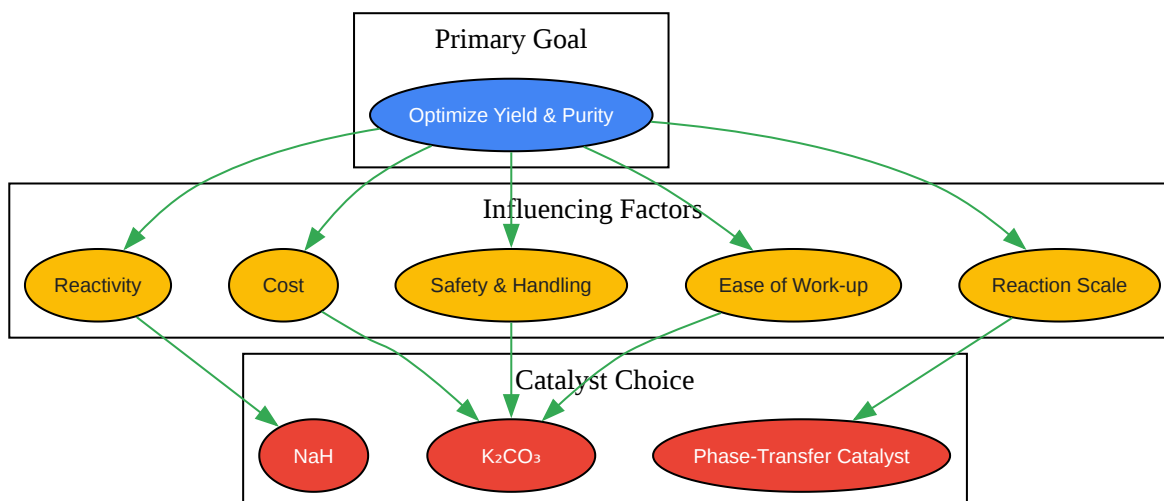 Primary Goal
Optimize Yield & Purity
Influencing Factors
Reactivity
Cost
Safety & Handling
Ease of Work-up
Reaction Scale
Catalyst Choice
NaH
K₂CO₃
Phase-Transfer Catalyst